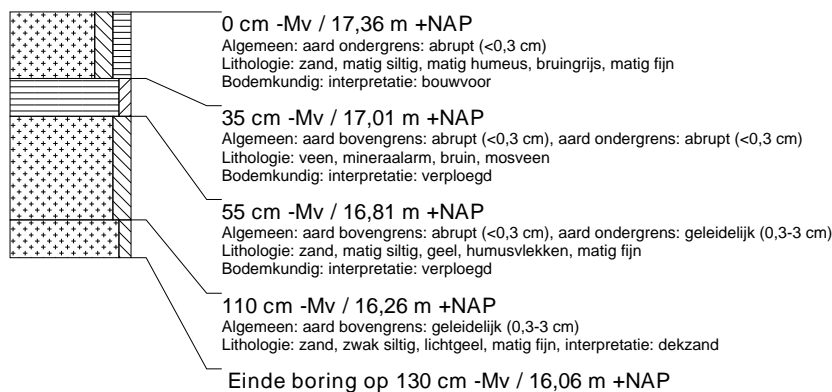 0 cm -Mv / 17,36 m +NAP
Algemeen: aard ondergrens: abrupt (<0,3 cm)
Lithologie: zand, matig siltig, matig humeus, bruingrijs, matig fijn
Bodemkundig: interpretatie: bouwvoor
35 cm -Mv / 17,01 m +NAP
Algemeen: aard bovengrens: abrupt (<0,3 cm), aard ondergrens: abrupt (<0,3 cm)
Lithologie: veen, mineraalarm, bruin, mosveen
Bodemkundig: interpretatie: verploegd
55 cm -Mv / 16,81 m +NAP
Algemeen: aard bovengrens: abrupt (<0,3 cm), aard ondergrens: geleidelijk (0,3-3 cm)
Lithologie: zand, matig siltig, geel, humusvlekken, matig fijn
Bodemkundig: interpretatie: verploegd
110 cm -Mv / 16,26 m +NAP
Algemeen: aard bovengrens: geleidelijk (0,3-3 cm)
Lithologie: zand, zwak siltig, lichtgeel, matig fijn, interpretatie: dekzand
Einde boring op 130 cm -Mv / 16,06 m +NAP